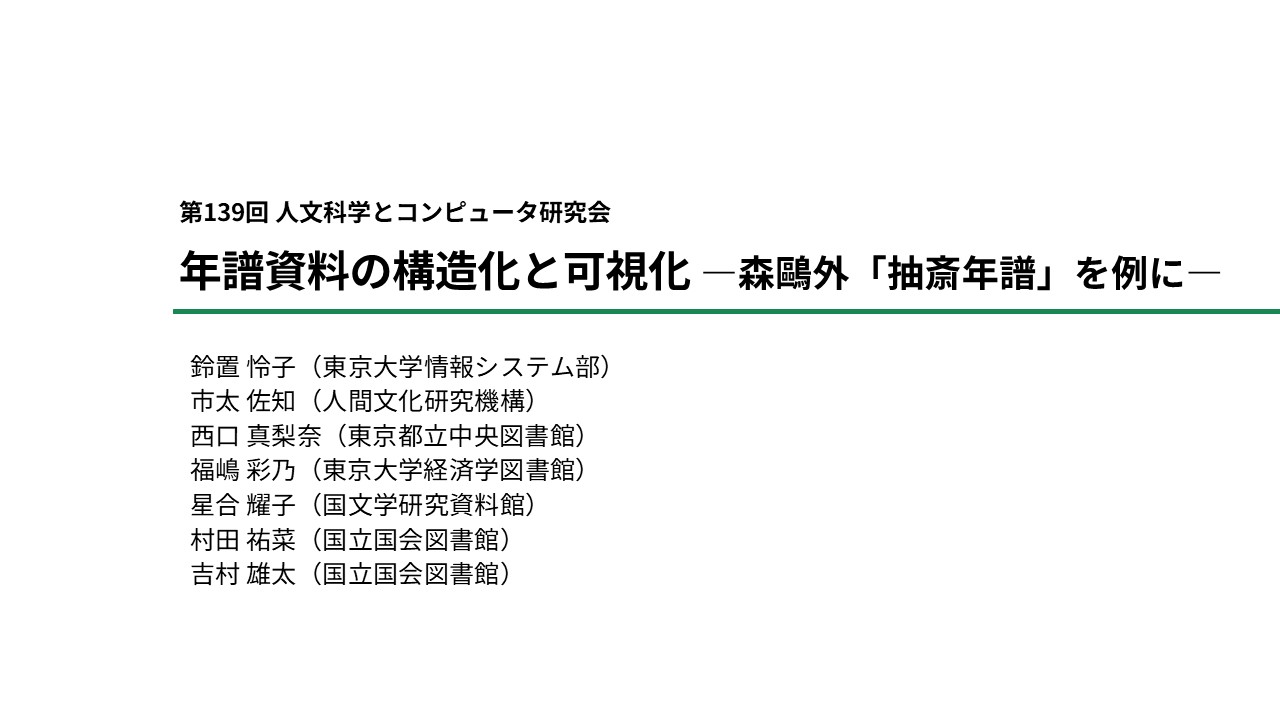 第139回 人文科学とコンピュータ研究会
年譜資料の構造化と可視化 ―森鷗外「抽斎年譜」を例に―
鈴置 怜子（東京大学情報システム部）
市太 佐知（人間文化研究機構）
西口 真梨奈（東京都立中央図書館）
福嶋 彩乃（東京大学経済学図書館）
星合 耀子（国文学研究資料館）
村田 祐菜（国立国会図書館）
吉村 雄太（国立国会図書館）